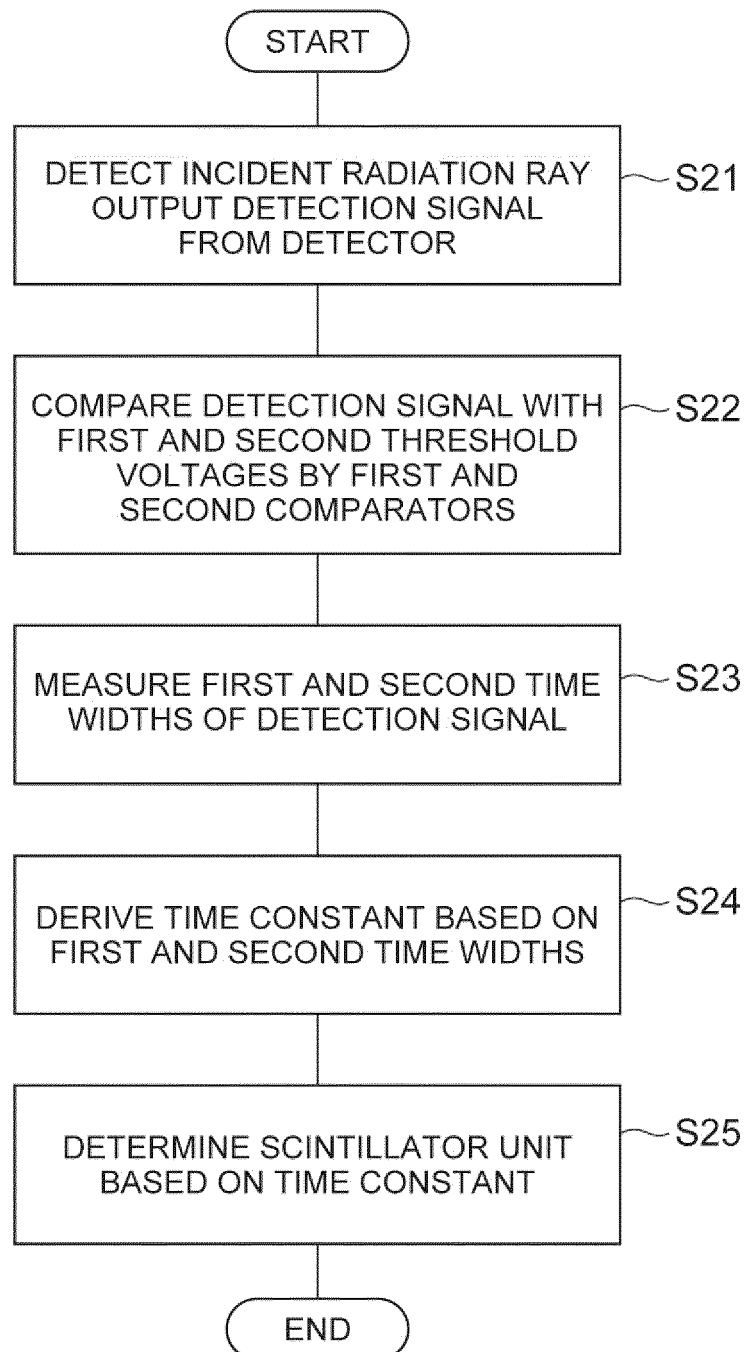 START
DETECT INCIDENT RADIATION RAY
OUTPUT DETECTION SIGNAL
FROM DETECTOR
S21
COMPARE DETECTION SIGNAL WITH
FIRST AND SECOND THRESHOLD
VOLTAGES BY FIRST AND
SECOND COMPARATORS
S22
MEASURE FIRST AND SECOND TIME
WIDTHS OF DETECTION SIGNAL
S23
DERIVE TIME CONSTANT BASED ON
FIRST AND SECOND TIME WIDTHS
S24
DETERMINE SCINTILLATOR UNIT
BASED ON TIME CONSTANT
S25
END